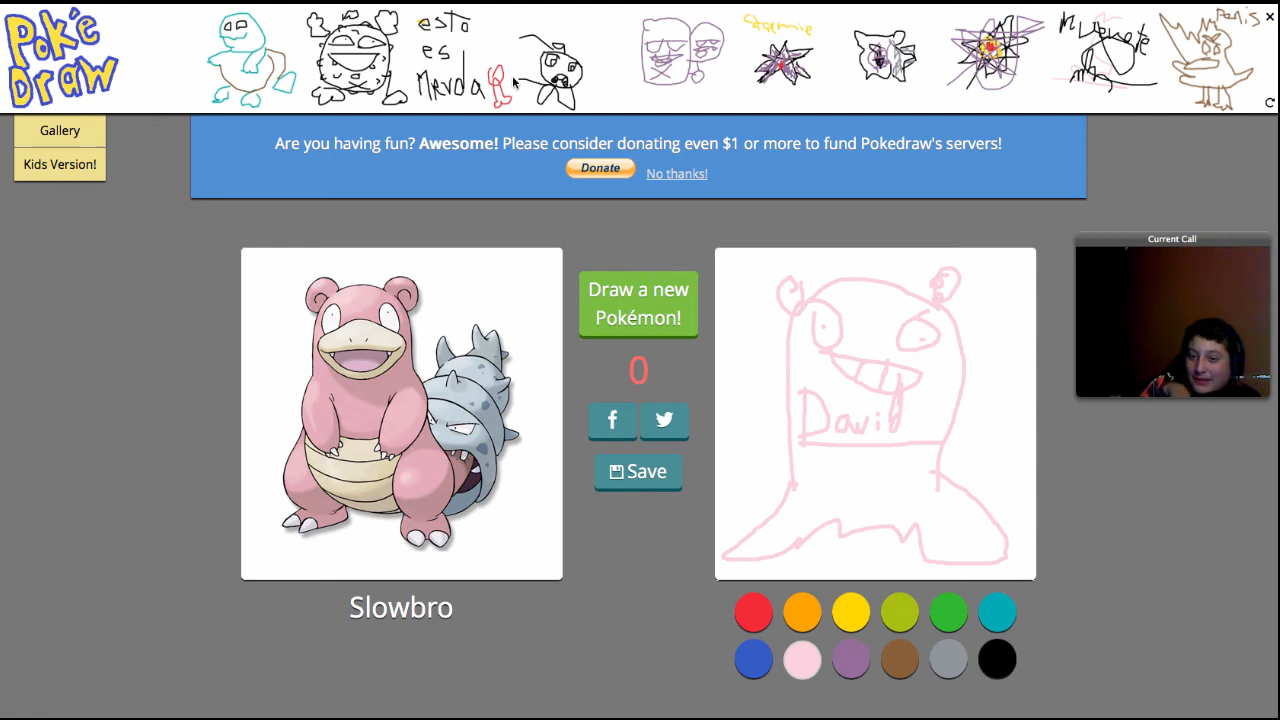 Poké
Draw
esto
es
Merda
Starmie
Penis
Gallery
Kids Version!
Are you having fun? Awesome! Please consider donating even $1 or more to fund Pokedraw's servers!
Donate
No thanks!
Current Call
Draw a new
Pokémon!
0
Save
David
Slowbro